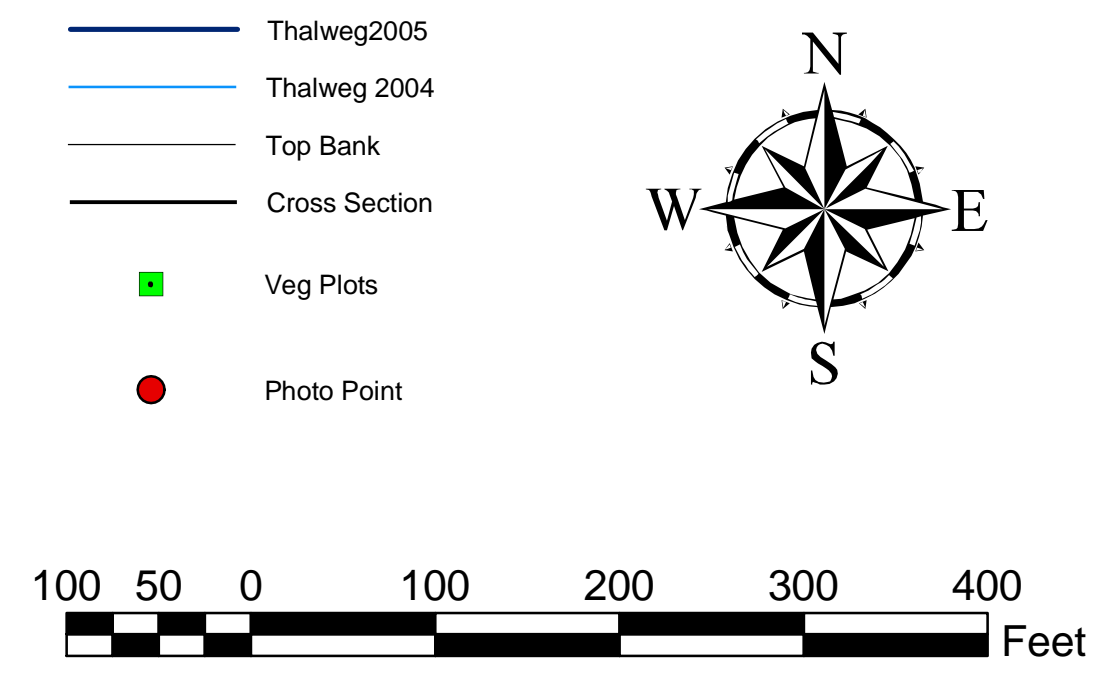 Thalweg2005
Thalweg 2004
Top Bank
Cross Section
Veg Plots
Photo Point
N
W E
S
100 50 0 100 200 300 400
Feet